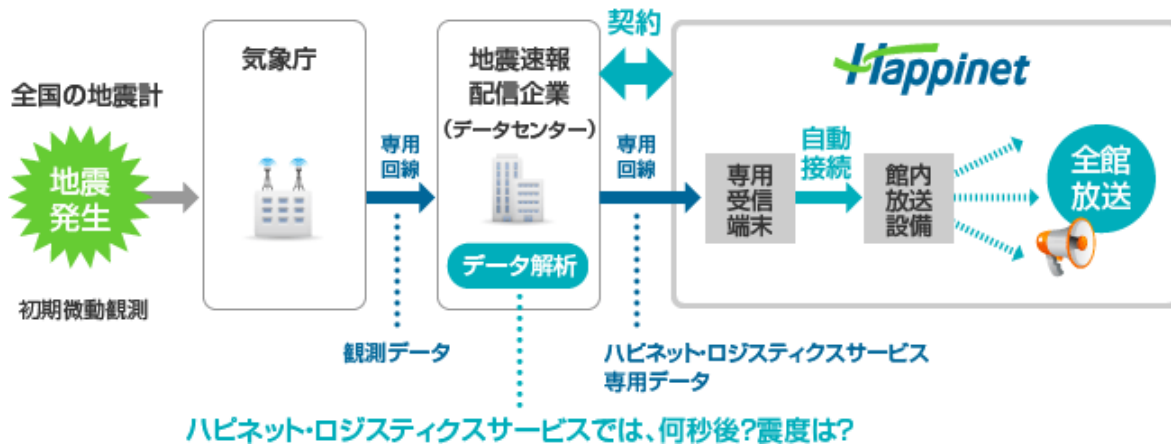 全国の地震計
地震
発生
初期微動観測
気象庁
専用
回線
観測データ
地震速報
配信企業
（データセンター）
データ解析
契約
専用
回線
ハピネット・ロジスティクスサービス
専用データ
Happinet
専用
受信
端末
自動
接続
館内
放送
設備
全館
放送
ハピネット・ロジスティクスサービスでは、何秒後?震度は?